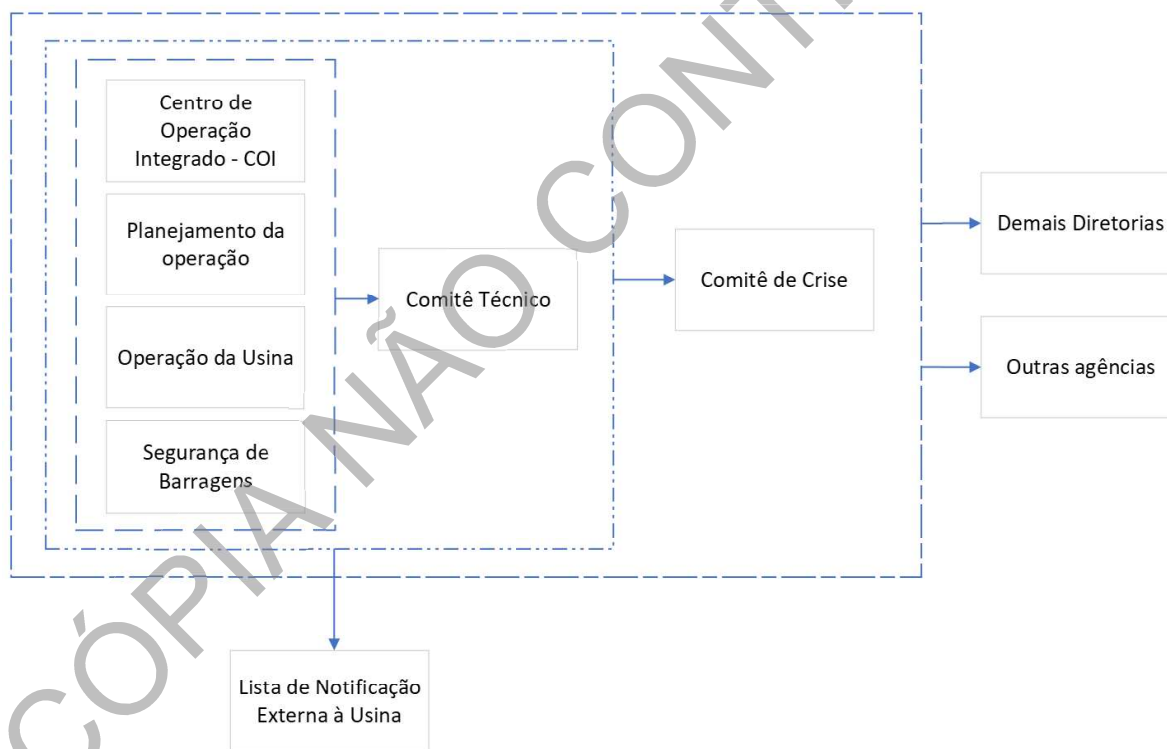 Centro de
Operação
Integrado - COI
Planejamento da
operação
Operação da Usina
Segurança de
Barragens
Comitê Técnico
Comitê de Crise
Demais Diretorias
Outras agências
Lista de Notificação
Externa à Usina
CÓPIA NÃO CONT